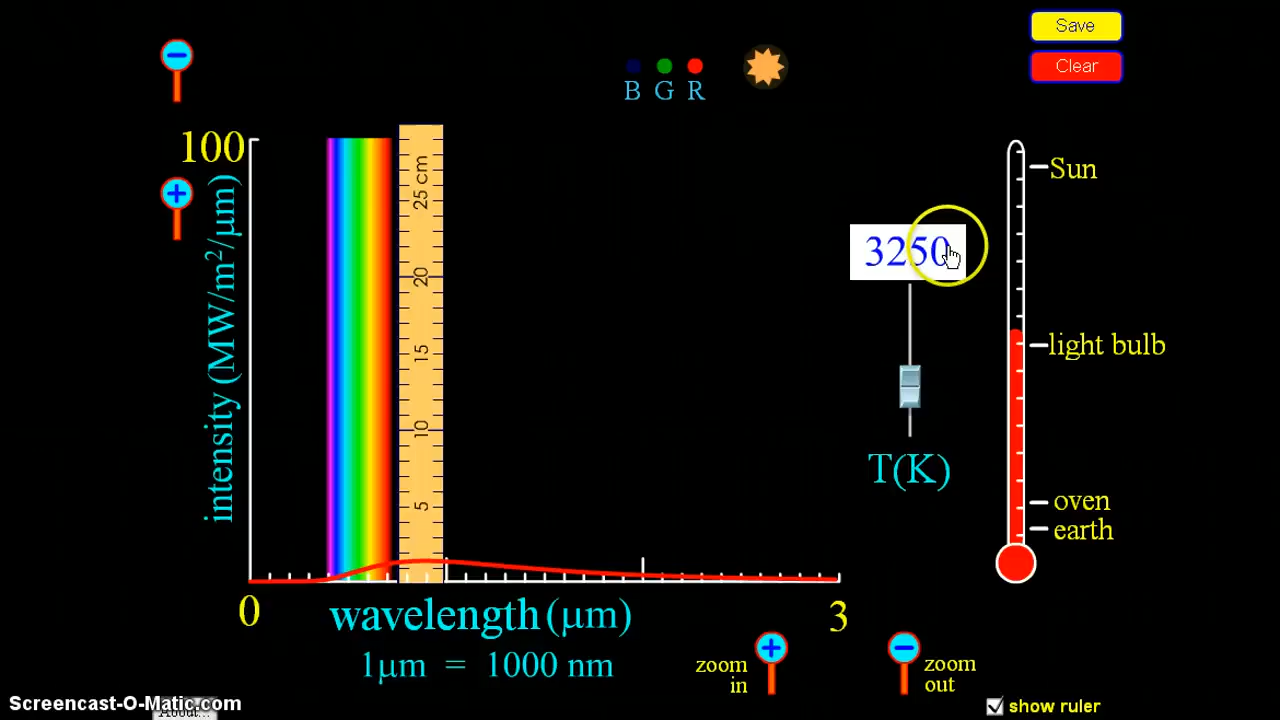 Save
Clear
B G R
100
intensity (MW/m²/μm)
25 cm
20
15
10
5
3250
T(K)
Sun
light bulb
oven
earth
0
3
wavelength (μm)
1μm = 1000 nm
zoom
in
zoom
out
show ruler
Screencast-O-Matic.com